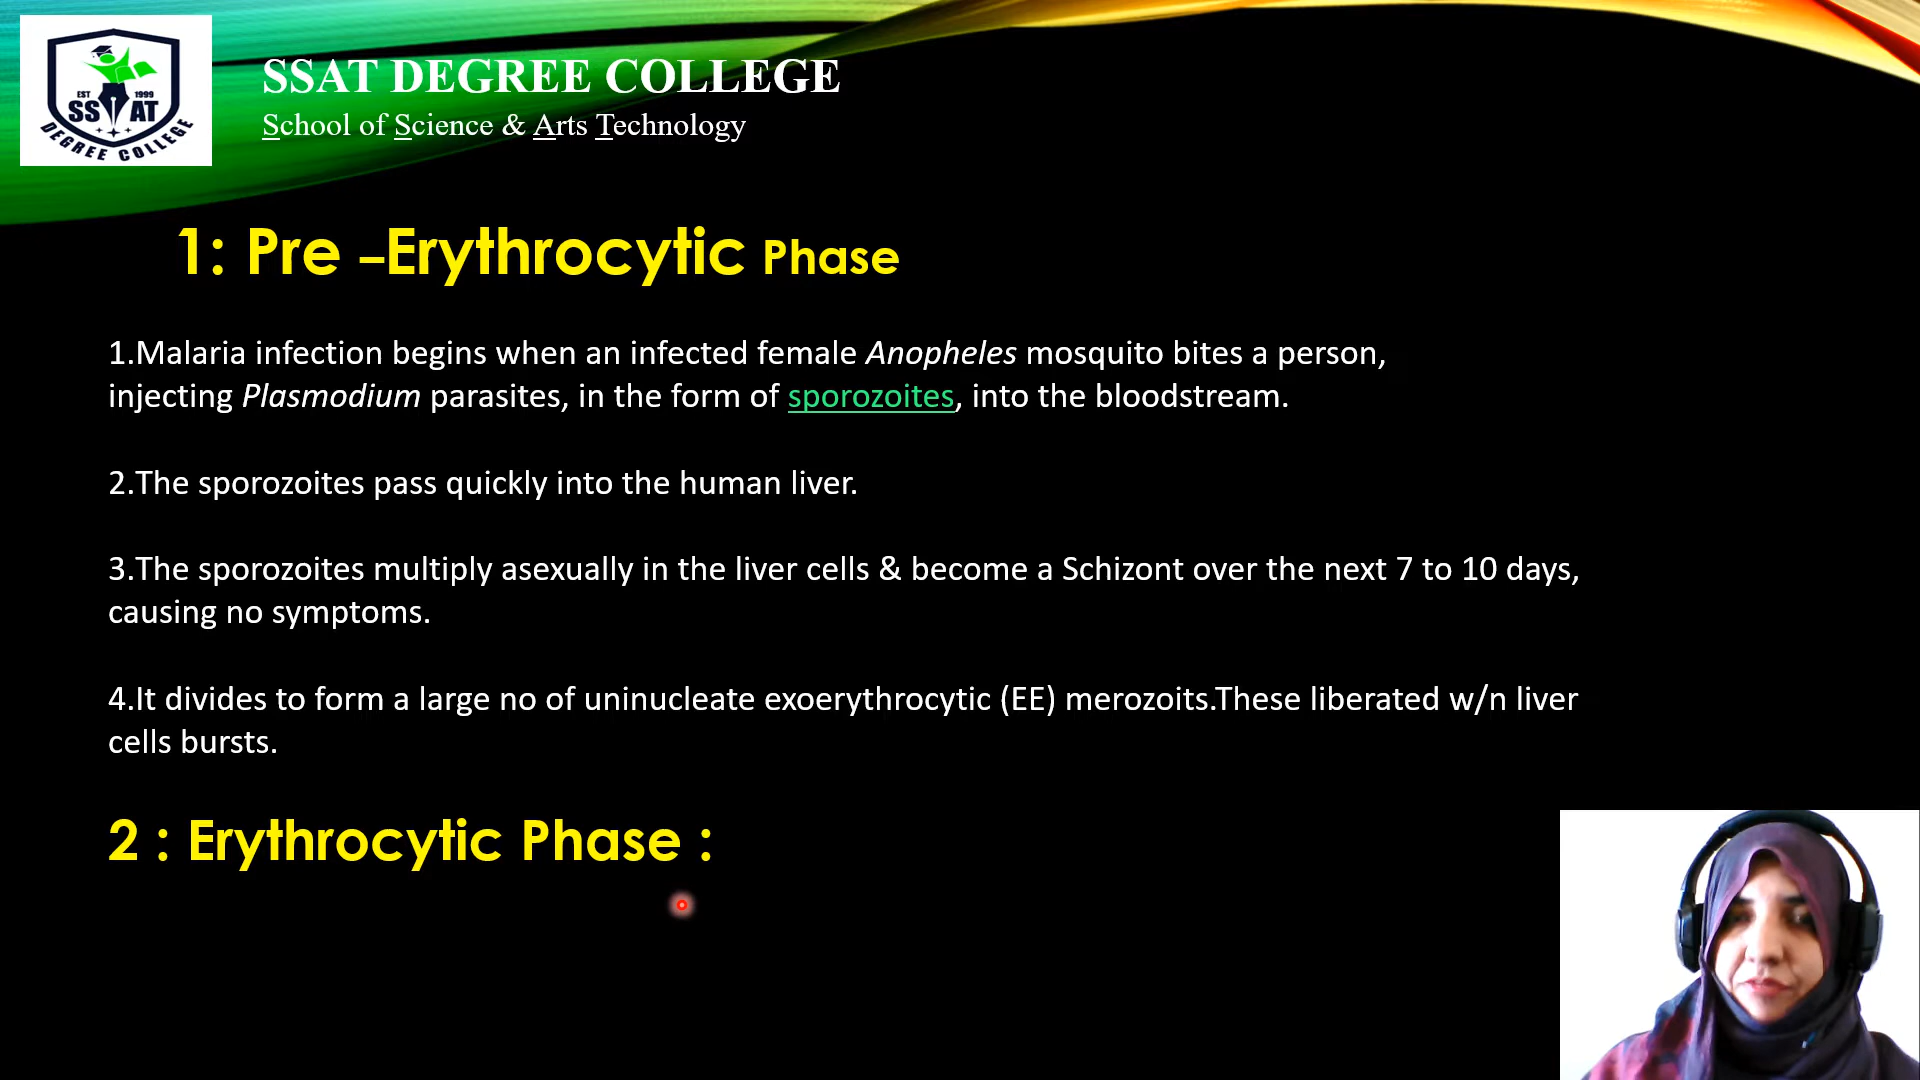 EST 1999
SS AT
DEGREE COLLEGE
SSAT DEGREE COLLEGE
School of Science & Arts Technology
1: Pre –Erythrocytic Phase
1.Malaria infection begins when an infected female Anopheles mosquito bites a person,
injecting Plasmodium parasites, in the form of sporozoites, into the bloodstream.
2.The sporozoites pass quickly into the human liver.
3.The sporozoites multiply asexually in the liver cells & become a Schizont over the next 7 to 10 days,
causing no symptoms.
4.It divides to form a large no of uninucleate exoerythrocytic (EE) merozoits.These liberated w/n liver
cells bursts.
2 : Erythrocytic Phase :